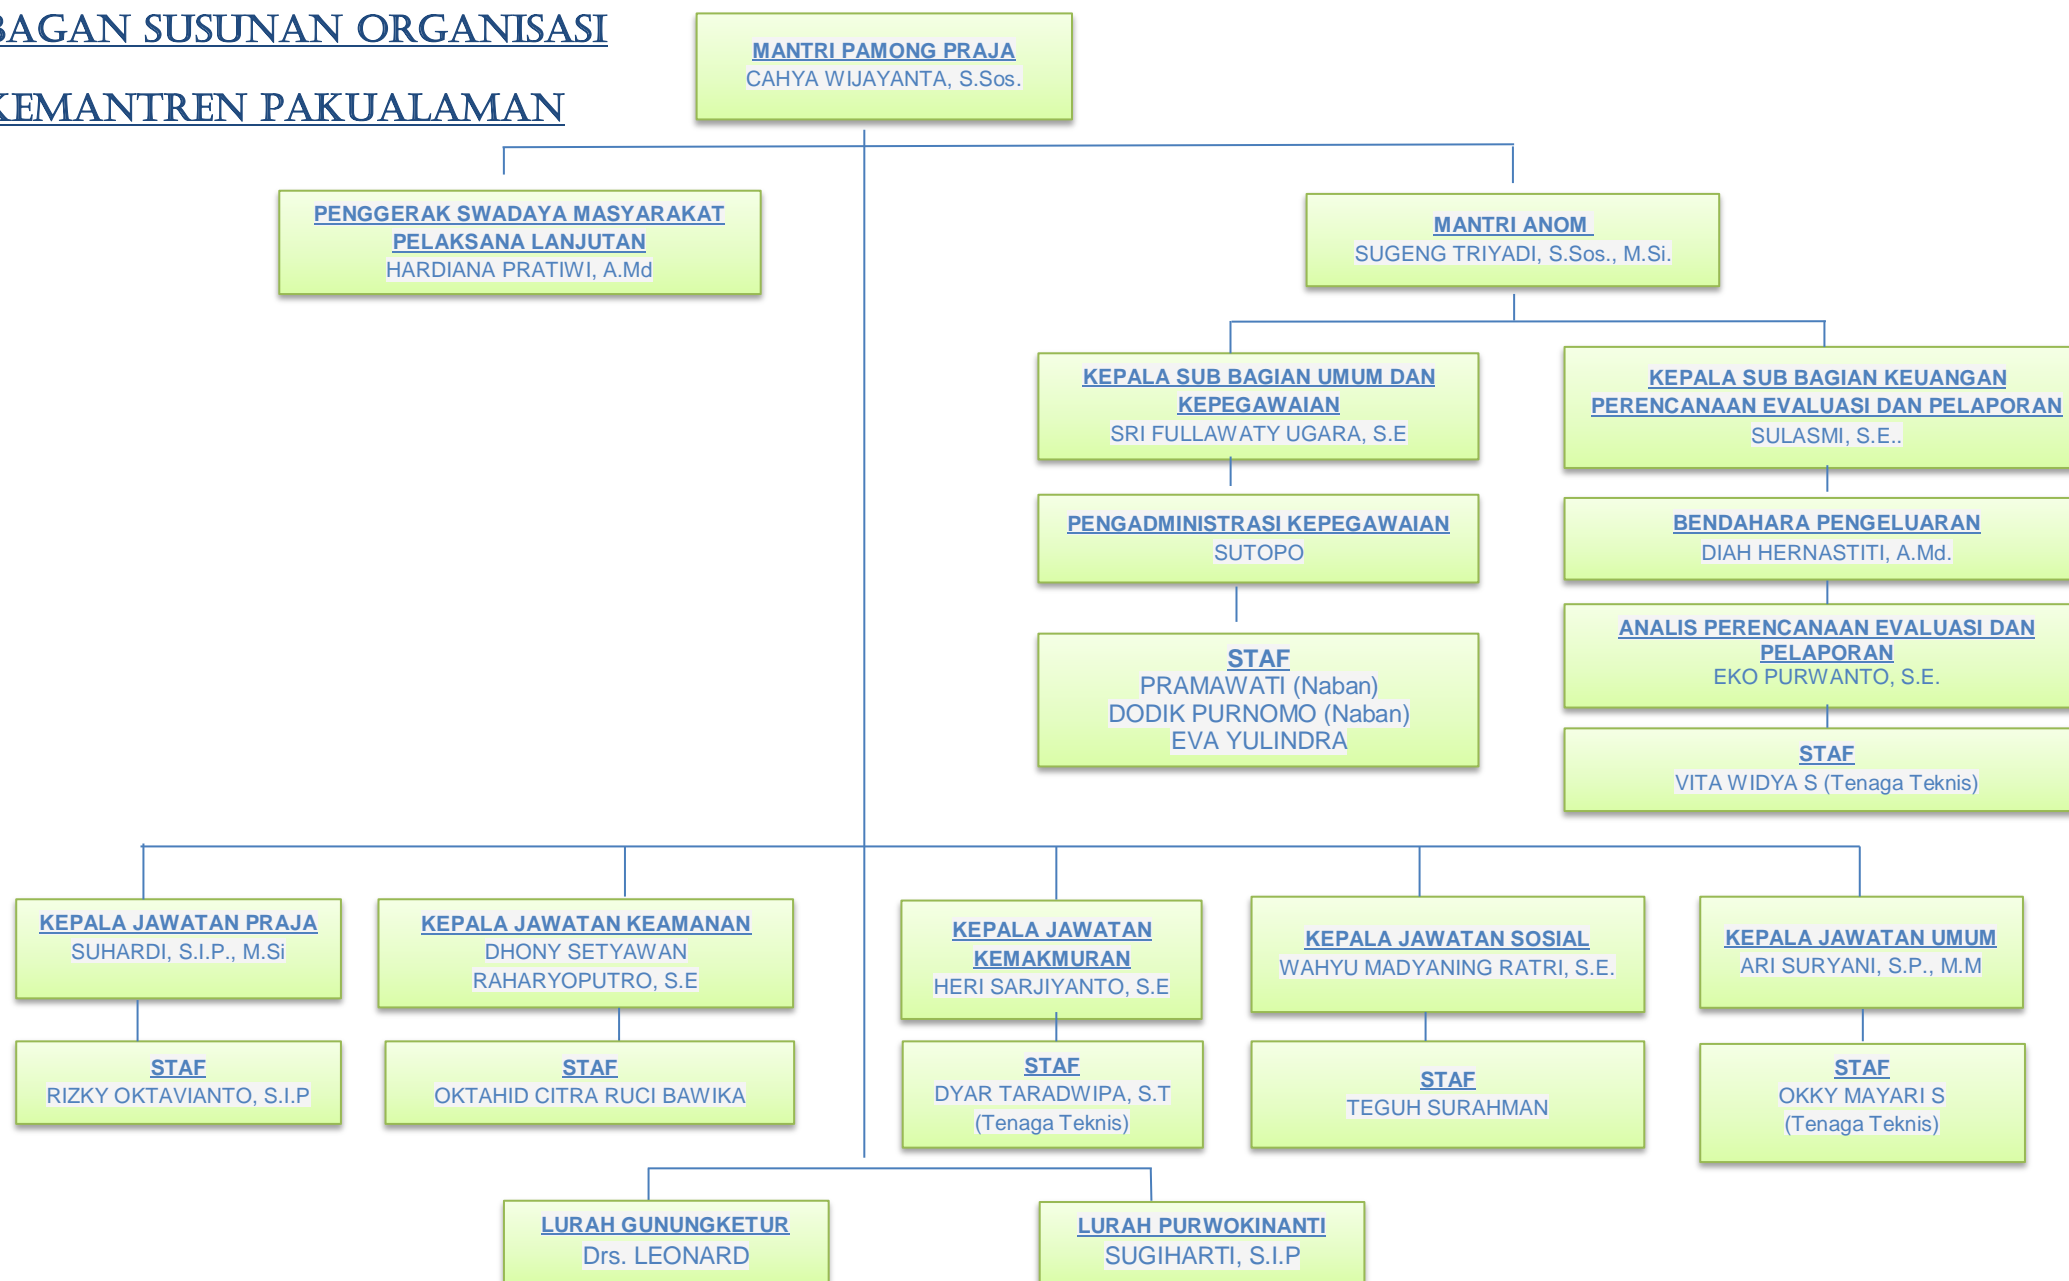 BAGAN SUSUNAN ORGANISASI
KEMANTREN PAKUALAMAN
MANTRI PAMONG PRAJA
CAHYA WIJAYANTA, S.Sos.
PENGGERAK SWADAYA MASYARAKAT
PELAKSANA LANJUTAN
HARDIANA PRATIWI, A.Md
MANTRI ANOM
SUGENG TRIYADI, S.Sos., M.Si.
KEPALA SUB BAGIAN UMUM DAN
KEPEGAWAIAN
SRI FULLAWATY UGARA, S.E
KEPALA SUB BAGIAN KEUANGAN
PERENCANAAN EVALUASI DAN PELAPORAN
SULASMI, S.E..
PENGADMINISTRASI KEPEGAWAIAN
SUTOPO
BENDAHARA PENGELUARAN
DIAH HERNASTITI, A.Md.
STAF
PRAMAWATI (Naban)
DODIK PURNOMO (Naban)
EVA YULINDRA
ANALIS PERENCANAAN EVALUASI DAN
PELAPORAN
EKO PURWANTO, S.E.
STAF
VITA WIDYA S (Tenaga Teknis)
KEPALA JAWATAN PRAJA
SUHARDI, S.I.P., M.Si
KEPALA JAWATAN KEAMANAN
DHONY SETYAWAN
RAHARYOPUTRO, S.E
KEPALA JAWATAN
KEMAKMURAN
HERI SARJIYANTO, S.E
KEPALA JAWATAN SOSIAL
WAHYU MADYANING RATRI, S.E.
KEPALA JAWATAN UMUM
ARI SURYANI, S.P., M.M
STAF
RIZKY OKTAVIANTO, S.I.P
STAF
OKTAHID CITRA RUCI BAWIKA
STAF
DYAR TARADWIPA, S.T
(Tenaga Teknis)
STAF
TEGUH SURAHMAN
STAF
OKKY MAYARI S
(Tenaga Teknis)
LURAH GUNUNGKETUR
Drs. LEONARD
LURAH PURWOKINANTI
SUGIHARTI, S.I.P